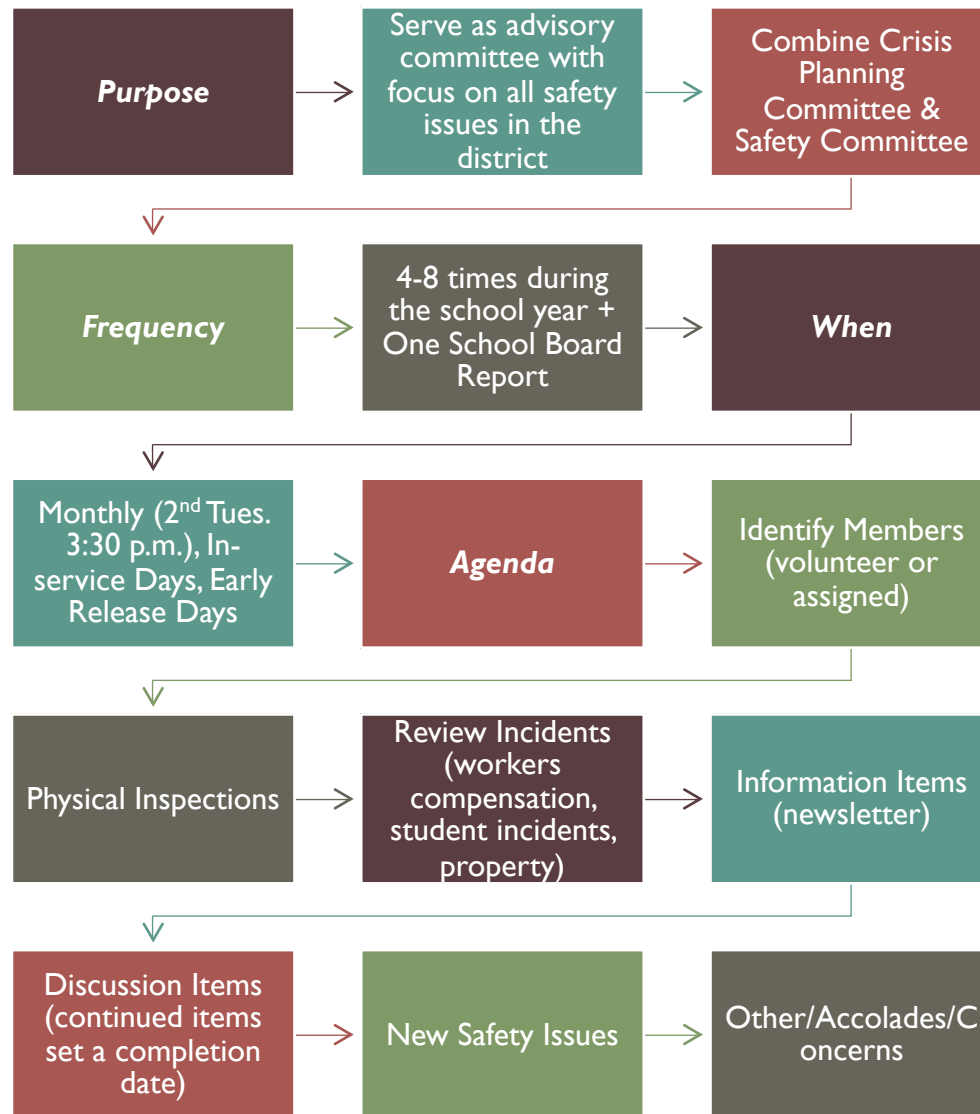 Purpose
Serve as advisory
committee with
focus on all safety
issues in the
district
Combine Crisis
Planning
Committee &
Safety Committee
Frequency
4-8 times during
the school year +
One School Board
Report
When
Monthly (2nd Tues.
3:30 p.m.), In-
service Days, Early
Release Days
Agenda
Identify Members
(volunteer or
assigned)
Physical Inspections
Review Incidents
(workers
compensation,
student incidents,
property)
Information Items
(newsletter)
Discussion Items
(continued items
set a completion
date)
New Safety Issues
Other/Accolades/C
oncerns